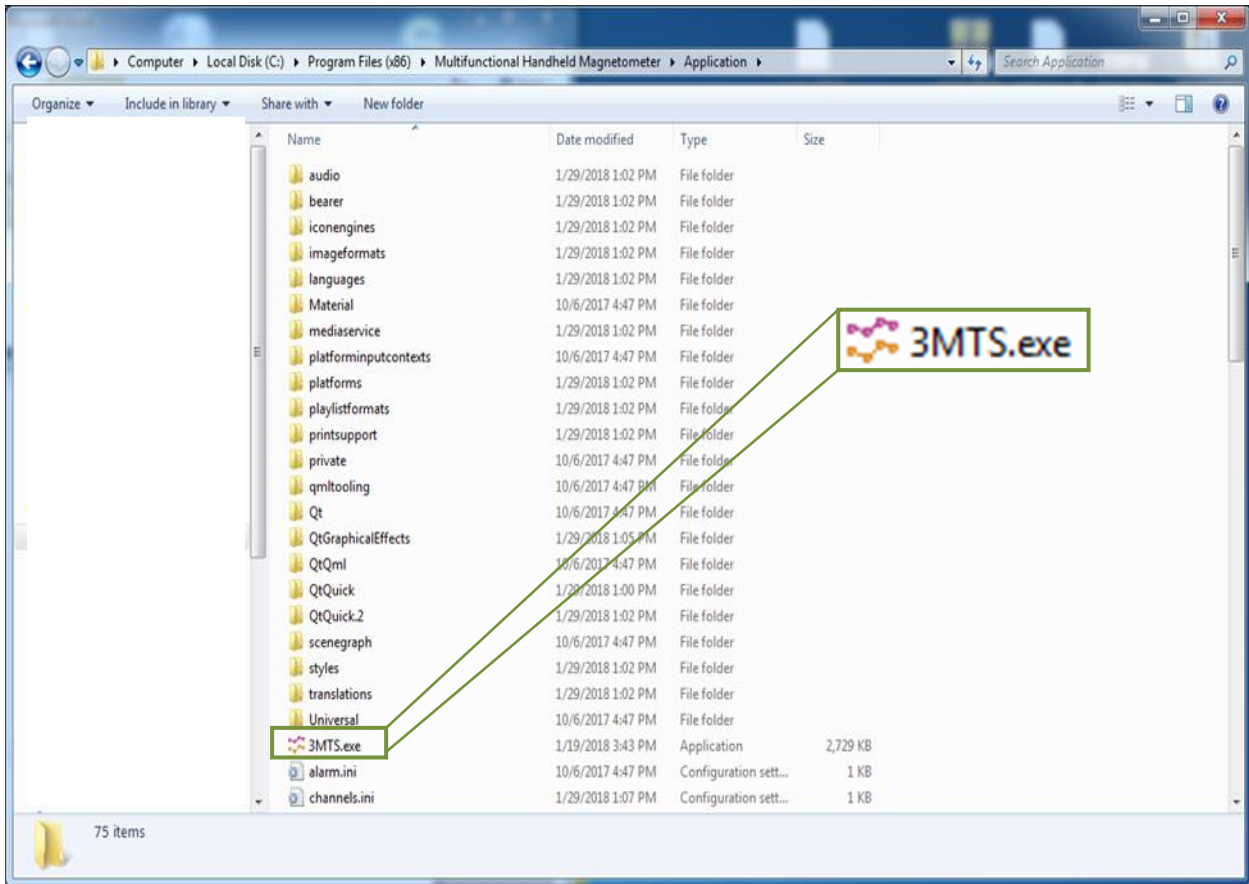 Computer Local Disk (C:) Program Files (x86) Multifunctional Handheld Magnetometer Application Search Application
Organize Include in library Share with New folder
Name Date modified Type Size
audio 1/29/2018 1:02 PM File folder
bearer 1/29/2018 1:02 PM File folder
iconengines 1/29/2018 1:02 PM File folder
imageformats 1/29/2018 1:02 PM File folder
languages 1/29/2018 1:02 PM File folder
Material 10/6/2017 4:47 PM File folder
mediaservice 1/29/2018 1:02 PM File folder
3MTS.exe
platforminputcontexts 10/6/2017 4:47 PM File folder
platforms 1/29/2018 1:02 PM File folder
playlistformats 1/29/2018 1:02 PM File folder
printsupport 1/29/2018 1:02 PM File folder
private 10/6/2017 4:47 PM File folder
qmltooling 10/6/2017 4:47 PM File folder
Qt 10/6/2017 4:47 PM File folder
QtGraphicalEffects 1/29/2018 1:05 PM File folder
QtQml 10/6/2017 4:47 PM File folder
QtQuick 1/29/2018 1:00 PM File folder
QtQuick.2 1/29/2018 1:02 PM File folder
scenegraph 10/6/2017 4:47 PM File folder
styles 1/29/2018 1:02 PM File folder
translations 1/29/2018 1:02 PM File folder
Universal 10/6/2017 4:47 PM File folder
3MTS.exe 1/19/2018 3:43 PM Application 2,729 KB
alarm.ini 10/6/2017 4:47 PM Configuration sett... 1 KB
channels.ini 1/29/2018 1:07 PM Configuration sett... 1 KB
75 items